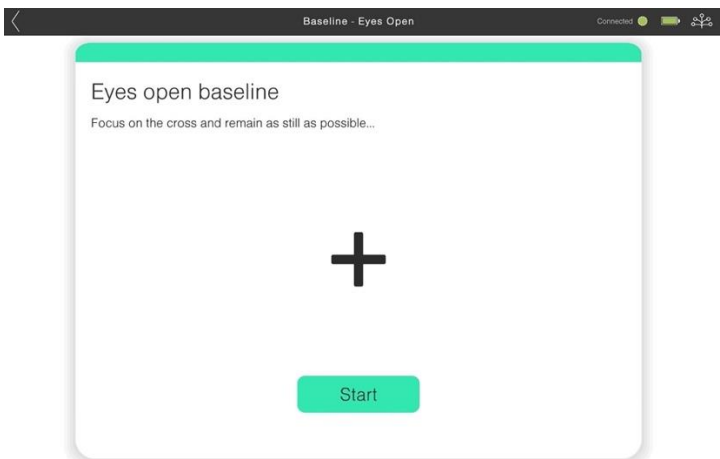 Baseline - Eyes Open
Connected
Eyes open baseline
Focus on the cross and remain as still as possible...
Start